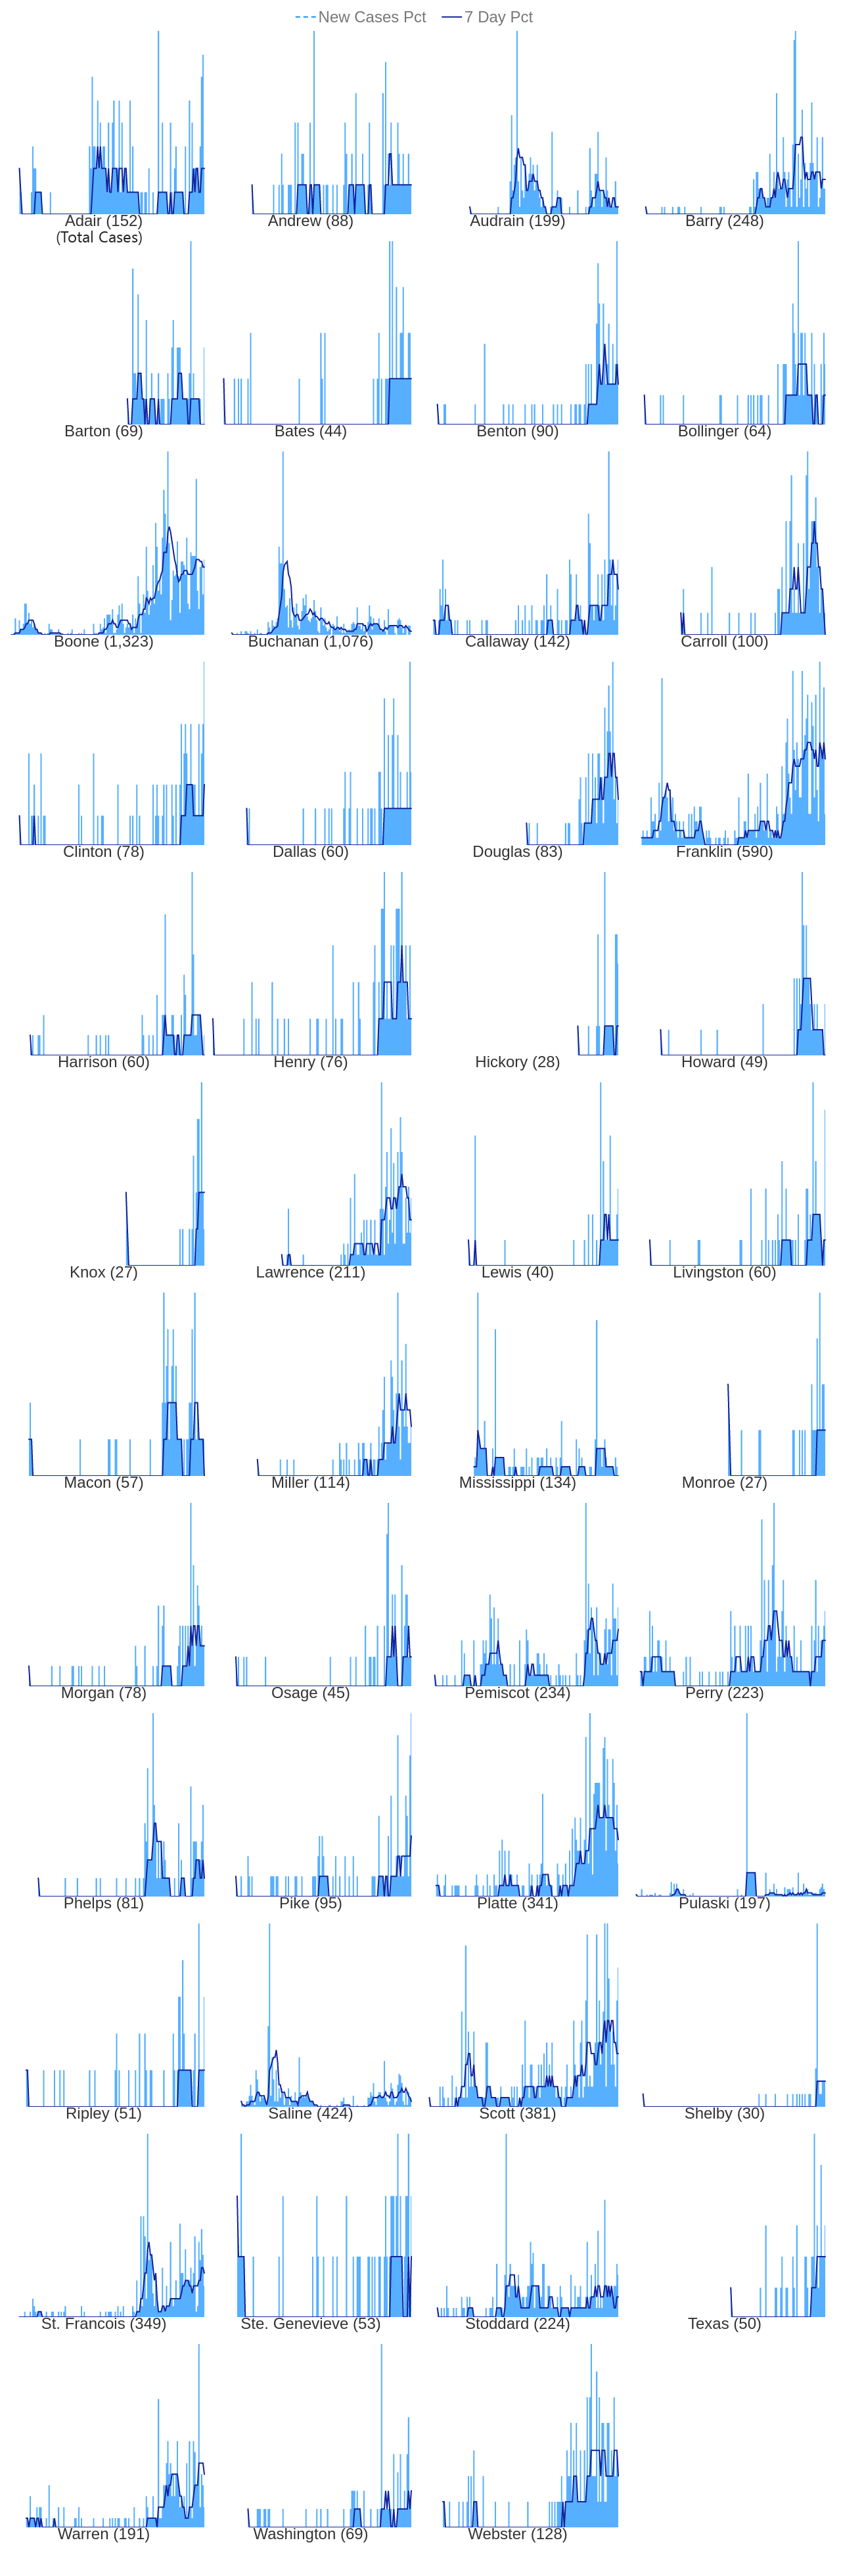 New Cases Pct 7 Day Pct
Adair (152) Andrew (88) Audrain (199) Barry (248)
(Total Cases)
Barton (69) Bates (44) Benton (90) Bollinger (64)
Boone (1,323) Buchanan (1,076) Callaway (142) Carroll (100)
Clinton (78) Dallas (60) Douglas (83) Franklin (590)
Harrison (60) Henry (76) Hickory (28) Howard (49)
Knox (27) Lawrence (211) Lewis (40) Livingston (60)
Macon (57) Miller (114) Mississippi (134) Monroe (27)
Morgan (78) Osage (45) Pemiscot (234) Perry (223)
Phelps (81) Pike (95) Platte (341) Pulaski (197)
Ripley (51) Saline (424) Scott (381) Shelby (30)
St. Francois (349) Ste. Genevieve (53) Stoddard (224) Texas (50)
Warren (191) Washington (69) Webster (128)